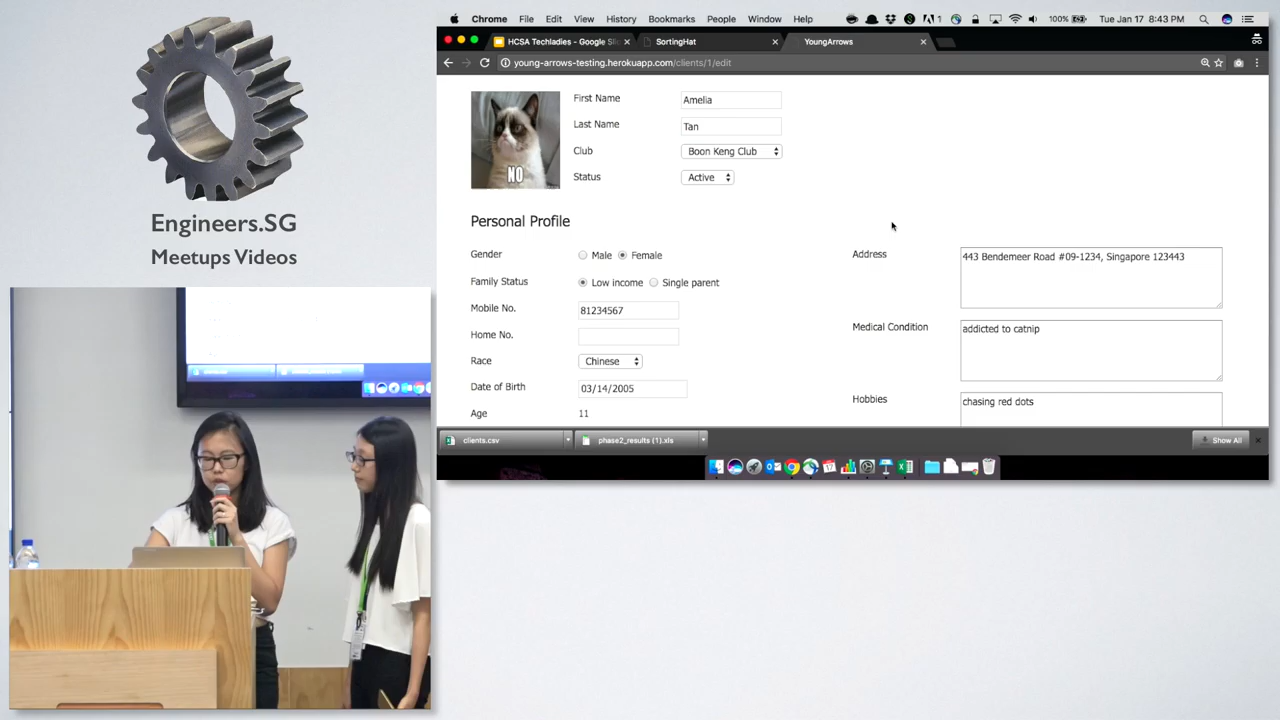 Engineers.SG
Meetups Videos
Chrome File Edit View History Bookmarks People Window Help
1 100% Tue Jan 17 8:43 PM
HCSA Techladies - Google Sli
SortingHat
YoungArrows
young-arrows-testing.herokuapp.com/clients/1/edit
NO
First Name Amelia
Last Name Tan
Club Boon Keng Club
Status Active
Personal Profile
Gender Male Female
Family Status Low income Single parent
Mobile No. 81234567
Home No.
Race Chinese
Date of Birth 03/14/2005
Age 11
Address 443 Bendemeer Road #09-1234, Singapore 123443
Medical Condition addicted to catnip
Hobbies chasing red dots
clients.csv
phase2_results (1).xls
Show All